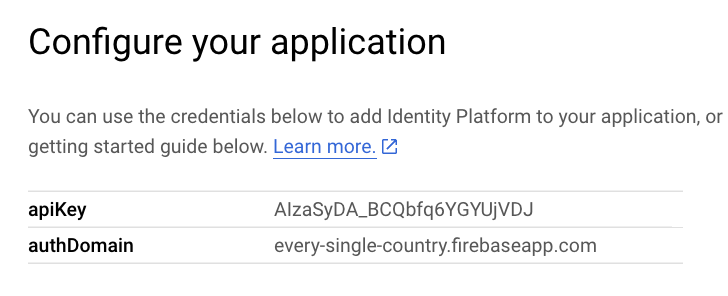 Configure your application
You can use the credentials below to add Identity Platform to your application, or
getting started guide below. Learn more.
apiKey AIzaSyDA_BCQbfq6YGYUjVDJ
authDomain every-single-country.firebaseapp.com